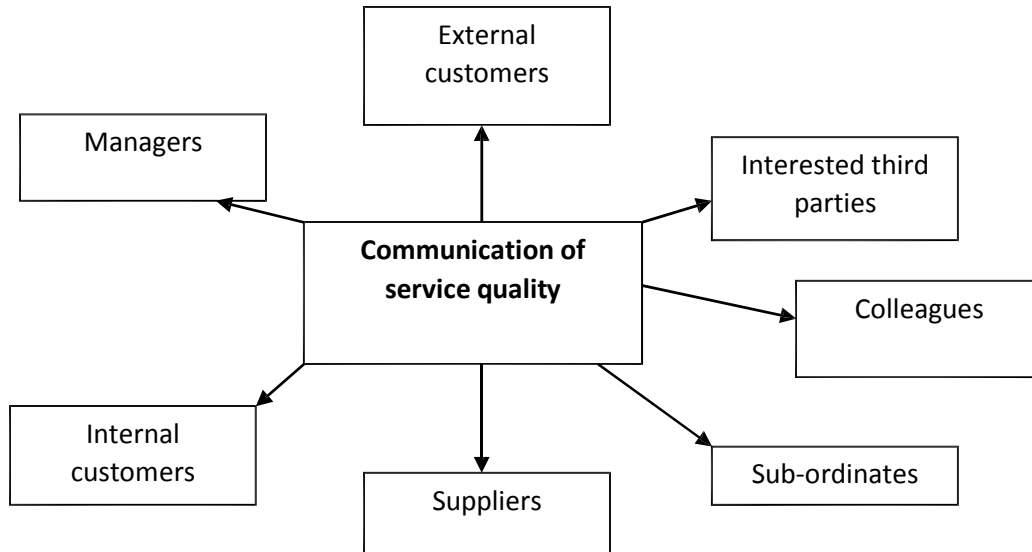 External
customers
Managers
Interested third
parties
Communication of
service quality
Colleagues
Internal
customers
Sub-ordinates
Suppliers